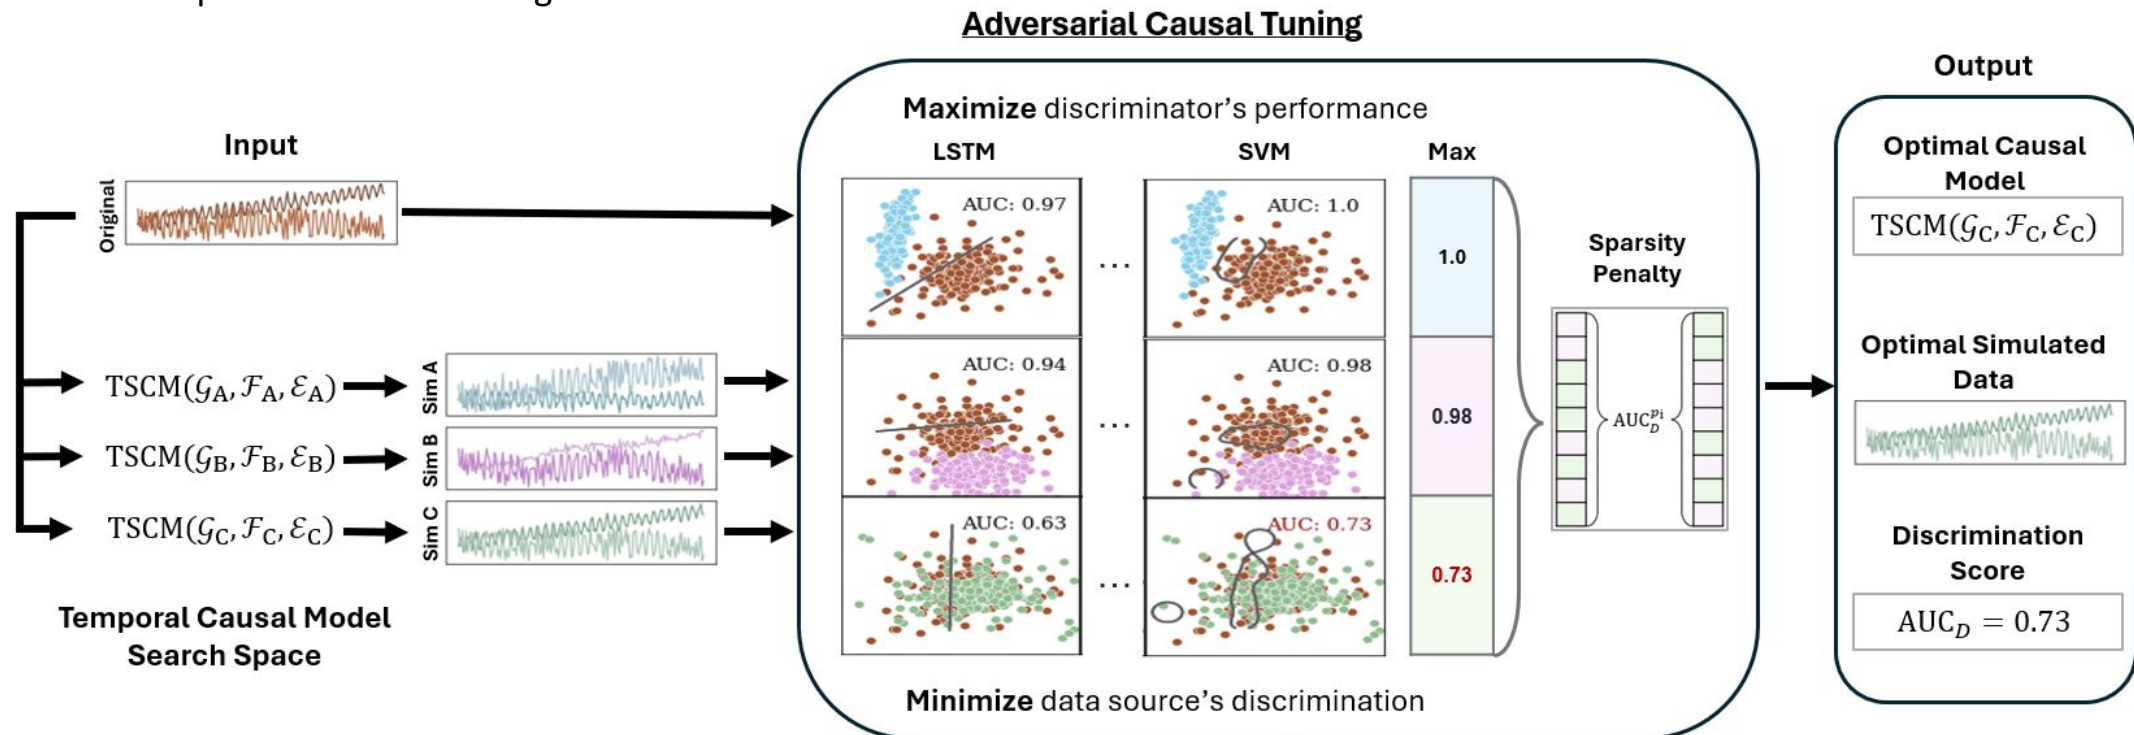 Adversarial Causal Tuning
Input
Original
TSCM(𝒢A, ℱA, ℰA)
Sim A
TSCM(𝒢B, ℱB, ℰB)
Sim B
TSCM(𝒢C, ℱC, ℰC)
Sim C
Temporal Causal Model
Search Space
Maximize discriminator's performance
LSTM
SVM
Max
AUC: 0.97
...
AUC: 1.0
1.0
AUC: 0.94
...
AUC: 0.98
0.98
AUC: 0.63
...
AUC: 0.73
0.73
Minimize data source's discrimination
Sparsity
Penalty
AUC_D^pi
Output
Optimal Causal
Model
TSCM(𝒢C, ℱC, ℰC)
Optimal Simulated
Data
Discrimination
Score
AUC_D = 0.73